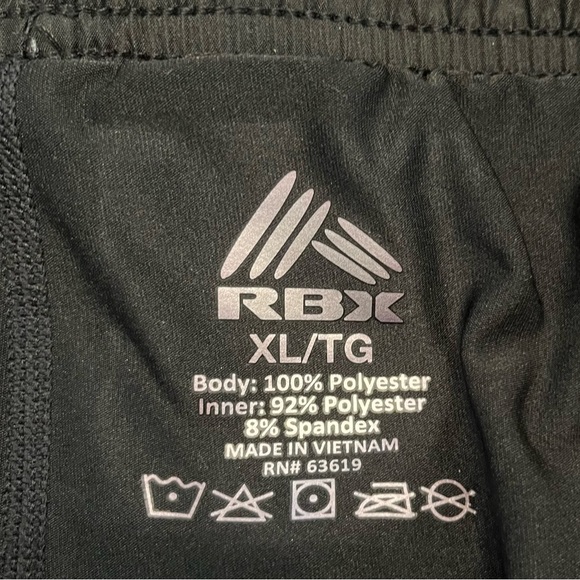 RBX
XL/TG
Body: 100% Polyester
Inner: 92% Polyester
8% Spandex
MADE IN VIETNAM
RN# 63619